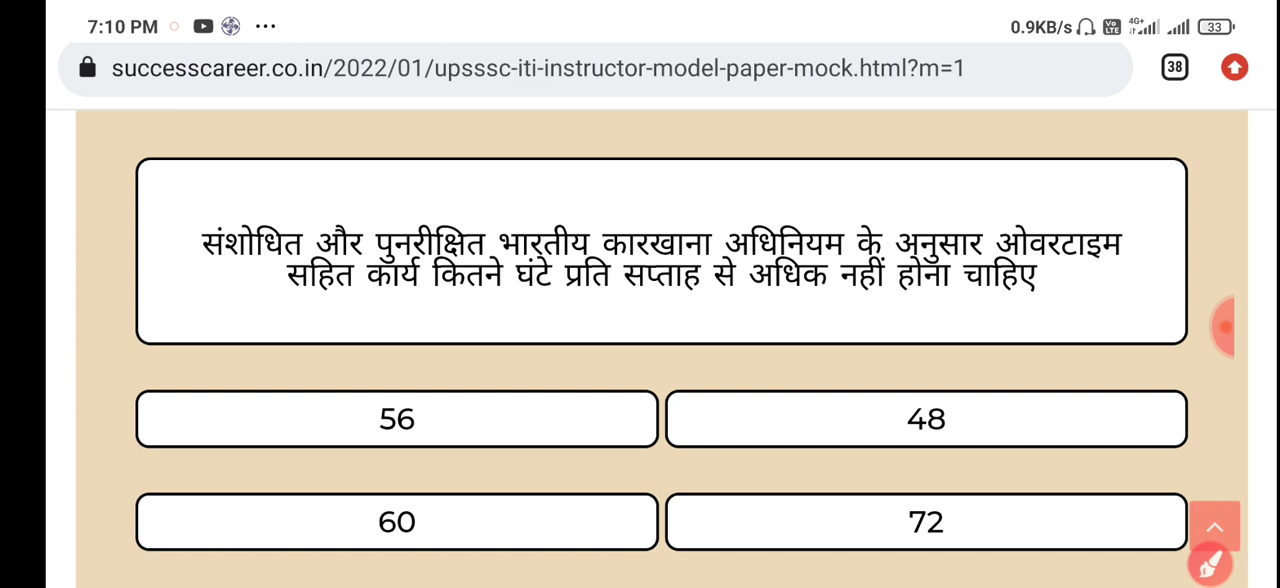 7:10 PM
0.9KB/s Vo LTE 4G+ 33
successcareer.co.in/2022/01/upsssc-iti-instructor-model-paper-mock.html?m=1
38
संशोधित और पुनरीक्षित भारतीय कारखाना अधिनियम के अनुसार ओवरटाइम
सहित कार्य कितने घंटे प्रति सप्ताह से अधिक नहीं होना चाहिए
56
48
60
72